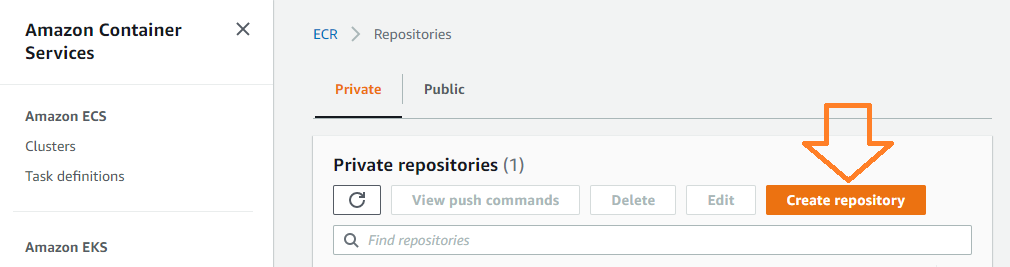 Amazon Container
Services
Amazon ECS
Clusters
Task definitions
Amazon EKS
ECR > Repositories
Private Public
Private repositories (1)
View push commands Delete Edit Create repository
Find repositories